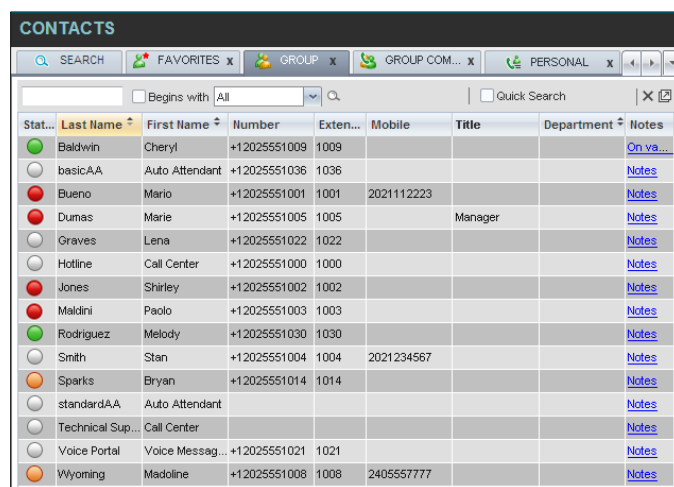 CONTACTS
SEARCH FAVORITES x GROUP x GROUP COM... x PERSONAL x
Begins with All Quick Search
Stat... Last Name First Name Number Exten... Mobile Title Department Notes
Baldwin Cheryl +12025551009 1009 On va...
basicAA Auto Attendant +12025551036 1036 Notes
Bueno Mario +12025551001 1001 2021112223 Notes
Dumas Marie +12025551005 1005 Manager Notes
Graves Lena +12025551022 1022 Notes
Hotline Call Center +12025551000 1000 Notes
Jones Shirley +12025551002 1002 Notes
Maldini Paolo +12025551003 1003 Notes
Rodriguez Melody +12025551030 1030 Notes
Smith Stan +12025551004 1004 2021234567 Notes
Sparks Bryan +12025551014 1014 Notes
standardAA Auto Attendant Notes
Technical Sup... Call Center Notes
Voice Portal Voice Messag... +12025551021 1021 Notes
Wyoming Madoline +12025551008 1008 2405557777 Notes